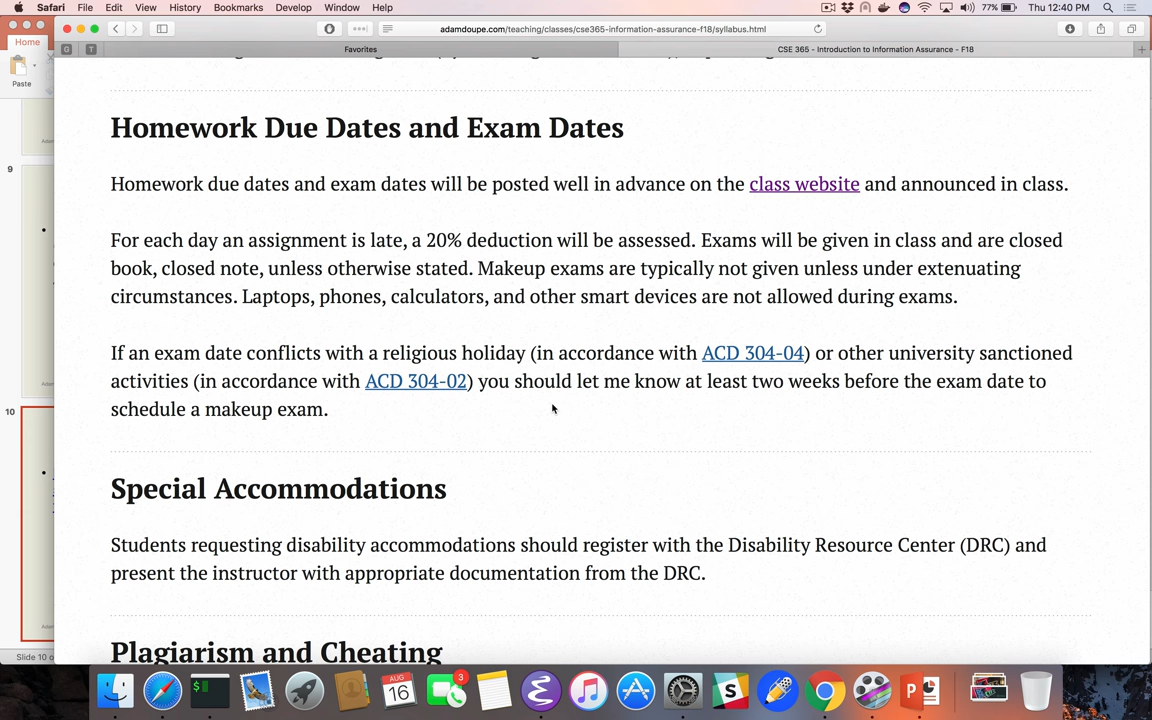 Safari File Edit View History Bookmarks Develop Window Help 77% Thu 12:40 PM
Home
adamdoupe.com/teaching/classes/cse365-information-assurance-f18/syllabus.html
G T Favorites CSE 365 - Introduction to Information Assurance - F18
Paste
Homework Due Dates and Exam Dates
Homework due dates and exam dates will be posted well in advance on the class website and announced in class.
For each day an assignment is late, a 20% deduction will be assessed. Exams will be given in class and are closed
book, closed note, unless otherwise stated. Makeup exams are typically not given unless under extenuating
circumstances. Laptops, phones, calculators, and other smart devices are not allowed during exams.
If an exam date conflicts with a religious holiday (in accordance with ACD 304-04) or other university sanctioned
activities (in accordance with ACD 304-02) you should let me know at least two weeks before the exam date to
schedule a makeup exam.
Special Accommodations
Students requesting disability accommodations should register with the Disability Resource Center (DRC) and
present the instructor with appropriate documentation from the DRC.
Plagiarism and Cheating
9
10
Adam
Adam
Adam
Slide 10 o
$
AUG
16
3
S
P